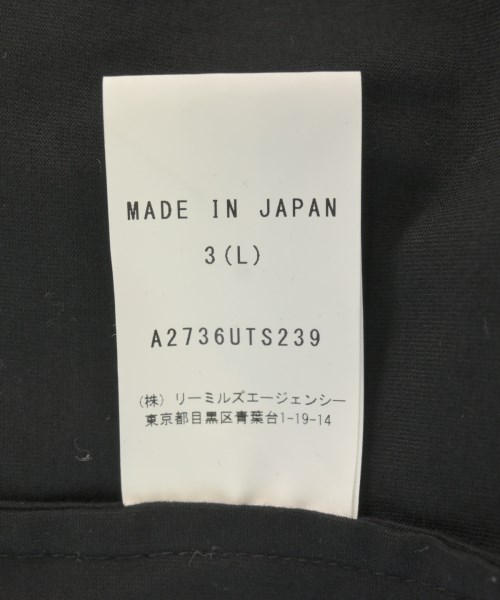 MADE IN JAPAN
3(L)
A2736UTS239
(株)リーミルズエージェンシー
東京都目黒区青葉台1-19-14